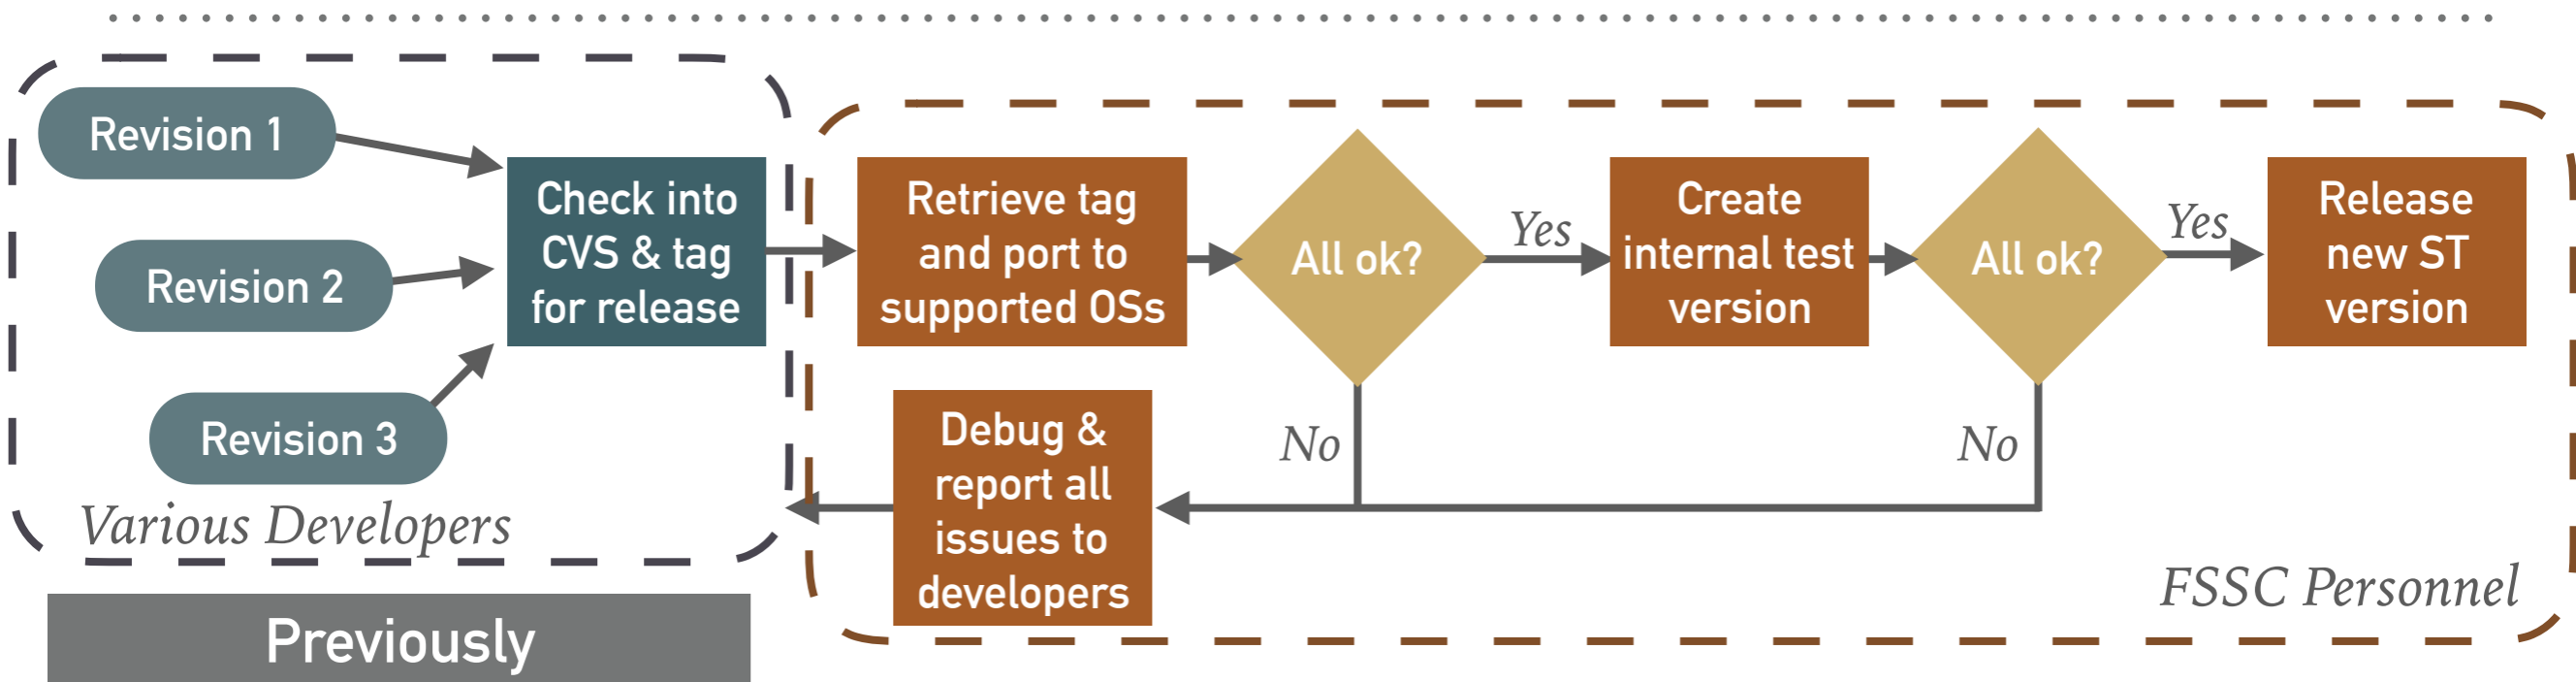 Revision 1
Revision 2
Revision 3
Various Developers
Check into
CVS & tag
for release
Retrieve tag
and port to
supported OSs
All ok?
Yes
No
Create
internal test
version
All ok?
Yes
No
Release
new ST
version
Debug &
report all
issues to
developers
FSSC Personnel
Previously